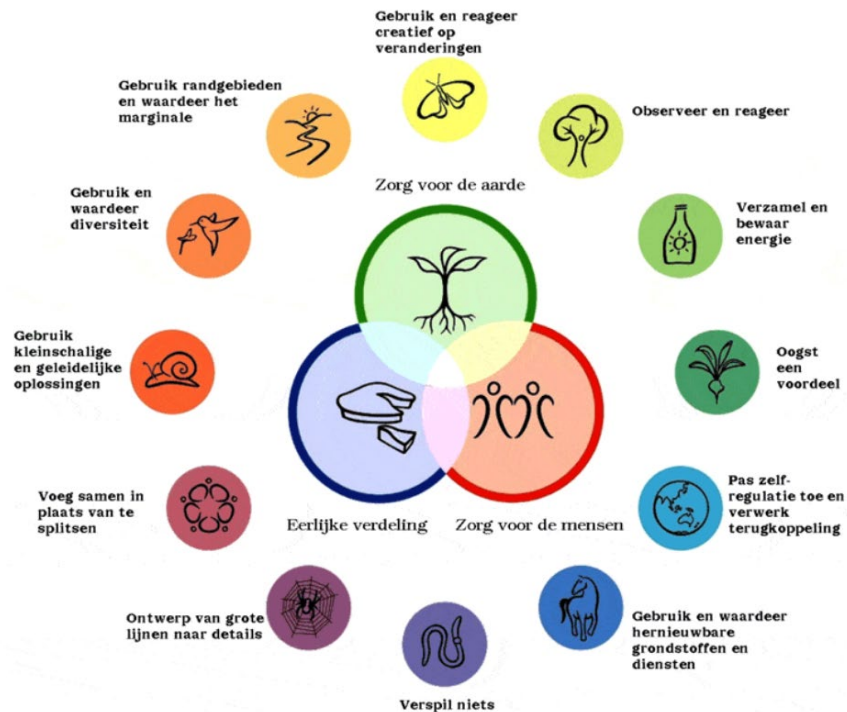 Gebruik en reageer
creatief op
veranderingen
Observeer en reageer
Verzamel en
bewaar
energie
Oogst
een
voordeel
Pas zelf-
regulatie toe en
verwerk
terugkoppeling
Gebruik en waardeer
hernieuwbare
grondstoffen en
diensten
Verspil niets
Ontwerp van grote
lijnen naar details
Voeg samen in
plaats van te
splitsen
Gebruik
kleinschalige
en geleidelijke
oplossingen
Gebruik en
waardeer
diversiteit
Gebruik randgebieden
en waardeer het
marginale
Zorg voor de aarde
Eerlijke verdeling
Zorg voor de mensen